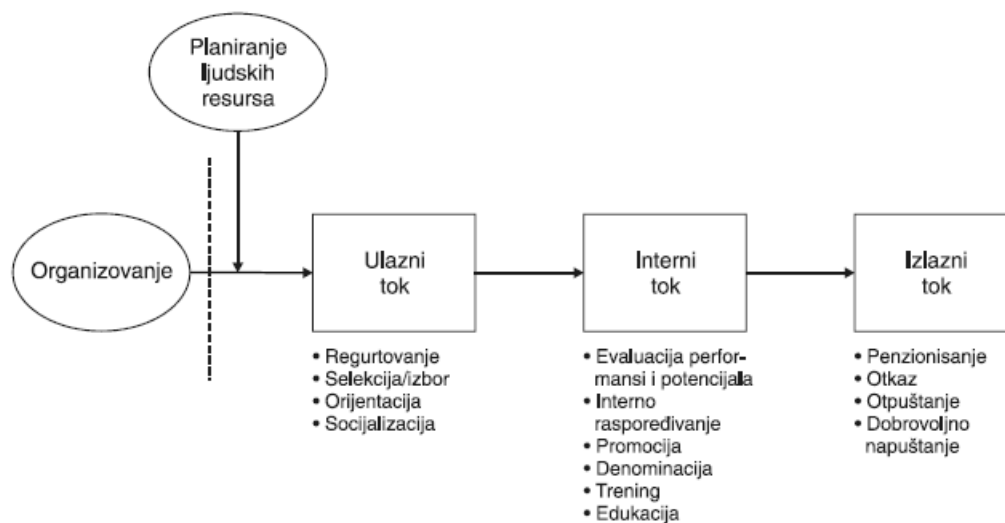 Planiranje
ljudskih
resursa
Organizovanje
Ulazni
tok
Interni
tok
Izlazni
tok
• Regurtovanje
• Selekcija/izbor
• Orijentacija
• Socijalizacija
• Evaluacija perfor-
mansi i potencijala
• Interno
raspoređivanje
• Promocija
• Denominacija
• Trening
• Edukacija
• Penzionisanje
• Otkaz
• Otpuštanje
• Dobrovoljno
napuštanje